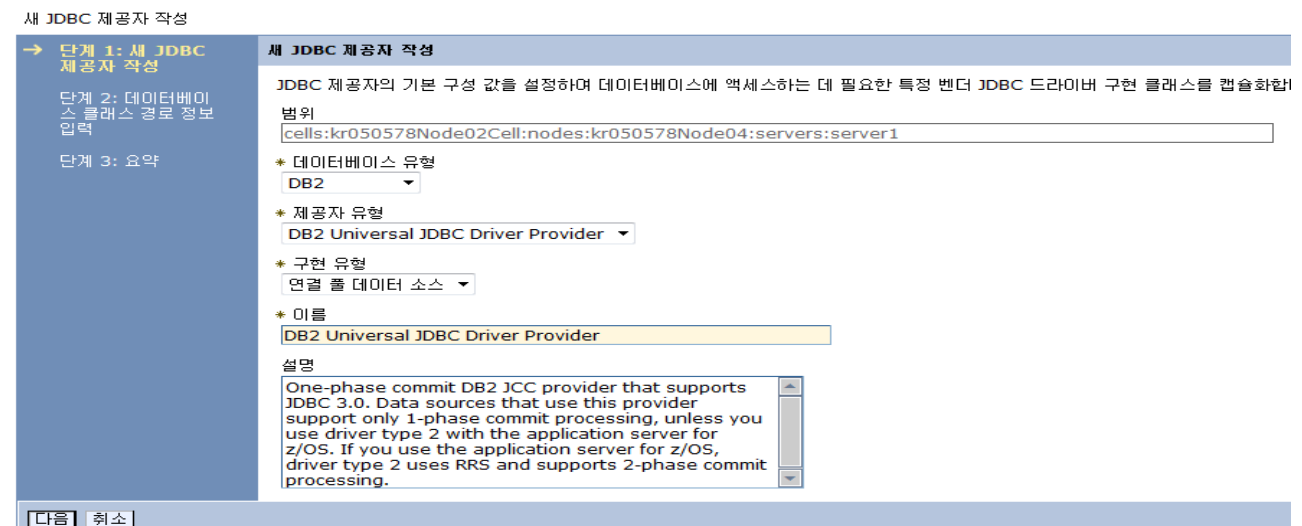 새 JDBC 제공자 작성
→ 단계 1: 새 JDBC
제공자 작성
단계 2: 데이터베이
스 클래스 경로 정보
입력
단계 3: 요약
새 JDBC 제공자 작성
JDBC 제공자의 기본 구성 값을 설정하며 데이터베이스에 액세스하는 데 필요한 특정 벤더 JDBC 드라이버 구현 클래스를 캡슐화합
범위
cells:kr050578Node02Cell:nodes:kr050578Node04:servers:server1
* 데이터베이스 유형
DB2
* 제공자 유형
DB2 Universal JDBC Driver Provider
* 구현 유형
연결 풀 데이터 소스
* 이름
DB2 Universal JDBC Driver Provider
설명
One-phase commit DB2 JCC provider that supports
JDBC 3.0. Data sources that use this provider
support only 1-phase commit processing, unless you
use driver type 2 with the application server for
z/OS. If you use the application server for z/OS,
driver type 2 uses RRS and supports 2-phase commit
processing.
다음 취소